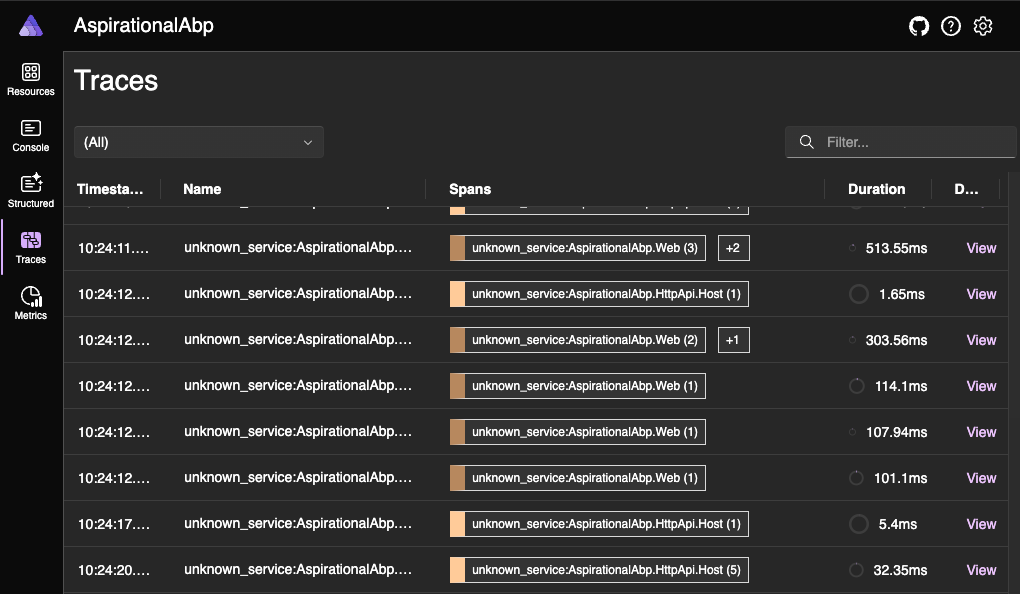 AspirationalAbp
Resources
Console
Structured
Traces
Metrics
Traces
(All)
Filter...
Timesta... Name Spans Duration D...
10:24:11.... unknown_service:AspirationalAbp.... unknown_service:AspirationalAbp.Web (3) +2 513.55ms View
10:24:12.... unknown_service:AspirationalAbp.... unknown_service:AspirationalAbp.HttpApi.Host (1) 1.65ms View
10:24:12.... unknown_service:AspirationalAbp.... unknown_service:AspirationalAbp.Web (2) +1 303.56ms View
10:24:12.... unknown_service:AspirationalAbp.... unknown_service:AspirationalAbp.Web (1) 114.1ms View
10:24:12.... unknown_service:AspirationalAbp.... unknown_service:AspirationalAbp.Web (1) 107.94ms View
10:24:12.... unknown_service:AspirationalAbp.... unknown_service:AspirationalAbp.Web (1) 101.1ms View
10:24:17.... unknown_service:AspirationalAbp.... unknown_service:AspirationalAbp.HttpApi.Host (1) 5.4ms View
10:24:20.... unknown_service:AspirationalAbp.... unknown_service:AspirationalAbp.HttpApi.Host (5) 32.35ms View